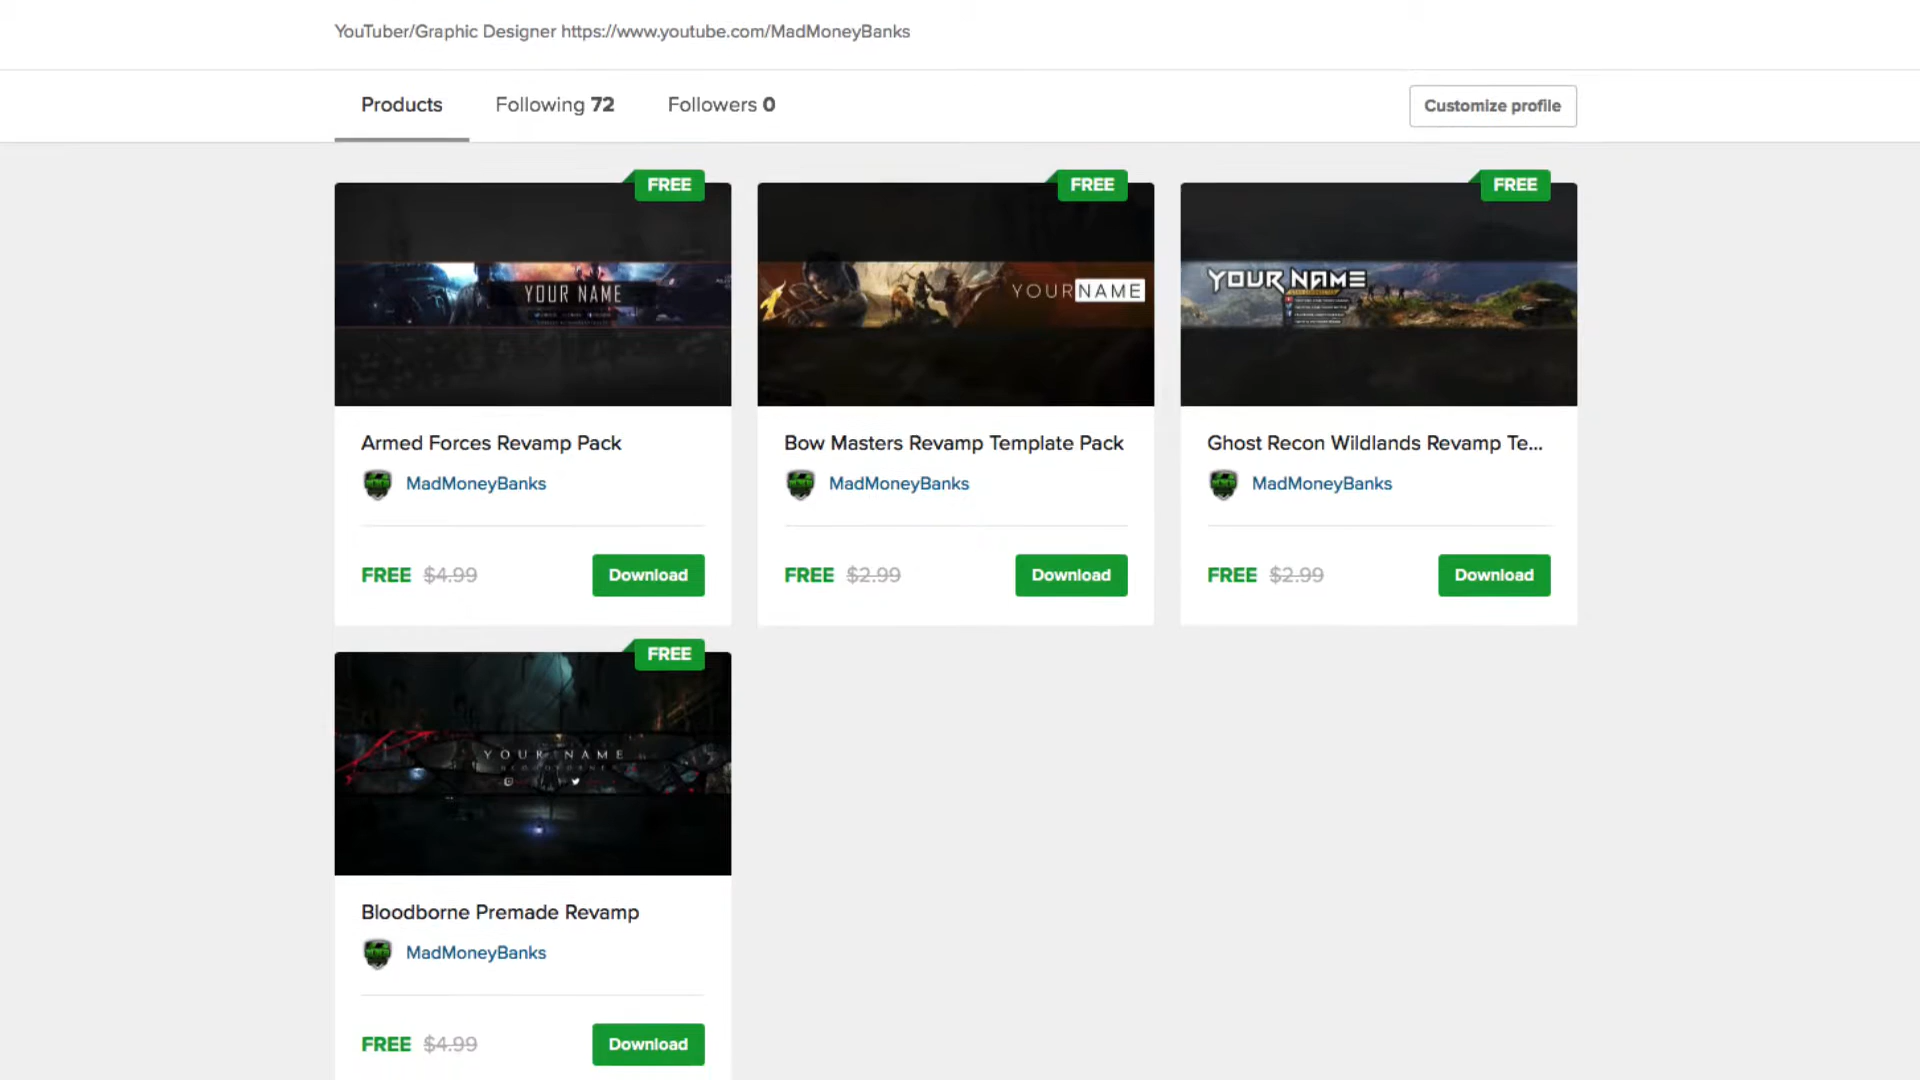 YouTuber/Graphic Designer https://www.youtube.com/MadMoneyBanks
Products Following 72 Followers 0 Customize profile
FREE FREE FREE
YOUR NAME
YOUR NAME
YOUR NAME
Armed Forces Revamp Pack
Bow Masters Revamp Template Pack
Ghost Recon Wildlands Revamp Te...
MadMoneyBanks
MadMoneyBanks
MadMoneyBanks
FREE $4.99 Download
FREE $2.99 Download
FREE $2.99 Download
FREE
YOUR NAME
Bloodborne Premade Revamp
MadMoneyBanks
FREE $4.99 Download